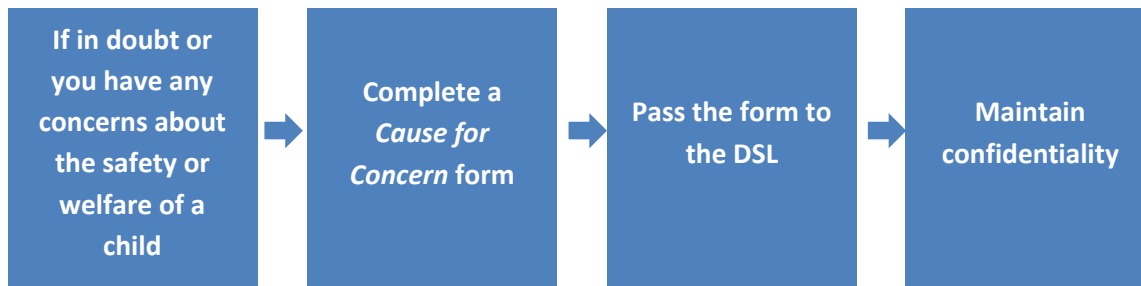 If in doubt or
you have any
concerns about
the safety or
welfare of a
child
Complete a
Cause for
Concern form
Pass the form to
the DSL
Maintain
confidentiality